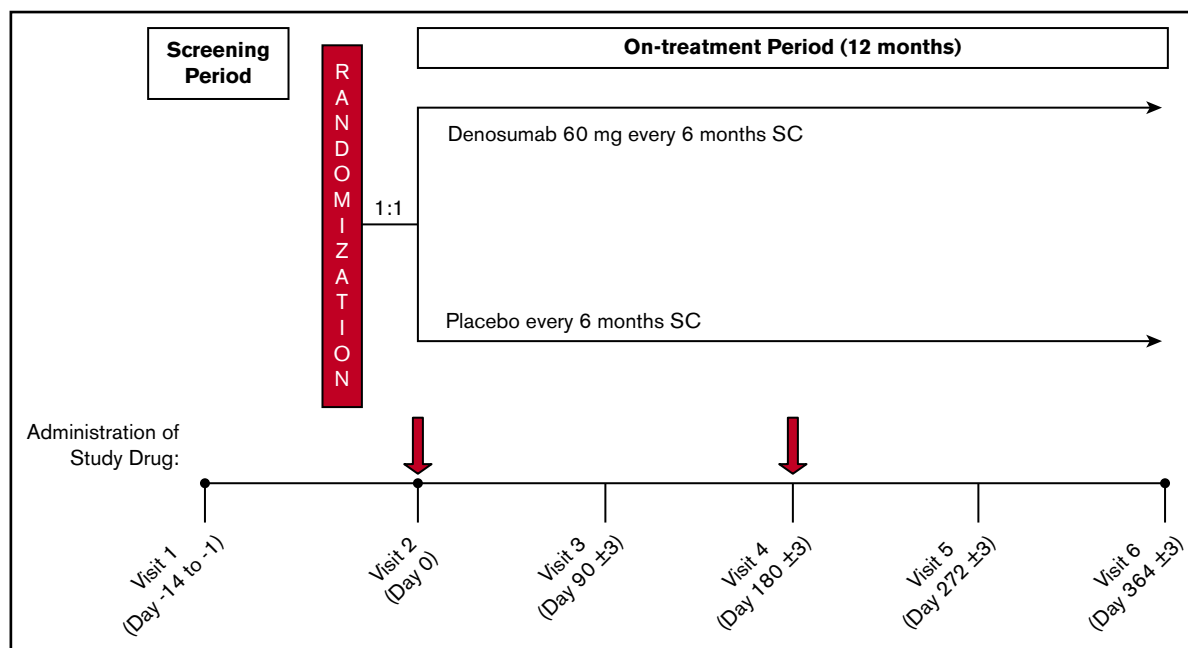 Screening
Period
On-treatment Period (12 months)
RANDOMIZATION
Denosumab 60 mg every 6 months SC
1:1
Placebo every 6 months SC
Administration of
Study Drug:
Visit 1
(Day -14 to -1)
Visit 2
(Day 0)
Visit 3
(Day 90 ±3)
Visit 4
(Day 180 ±3)
Visit 5
(Day 272 ±3)
Visit 6
(Day 364 ±3)